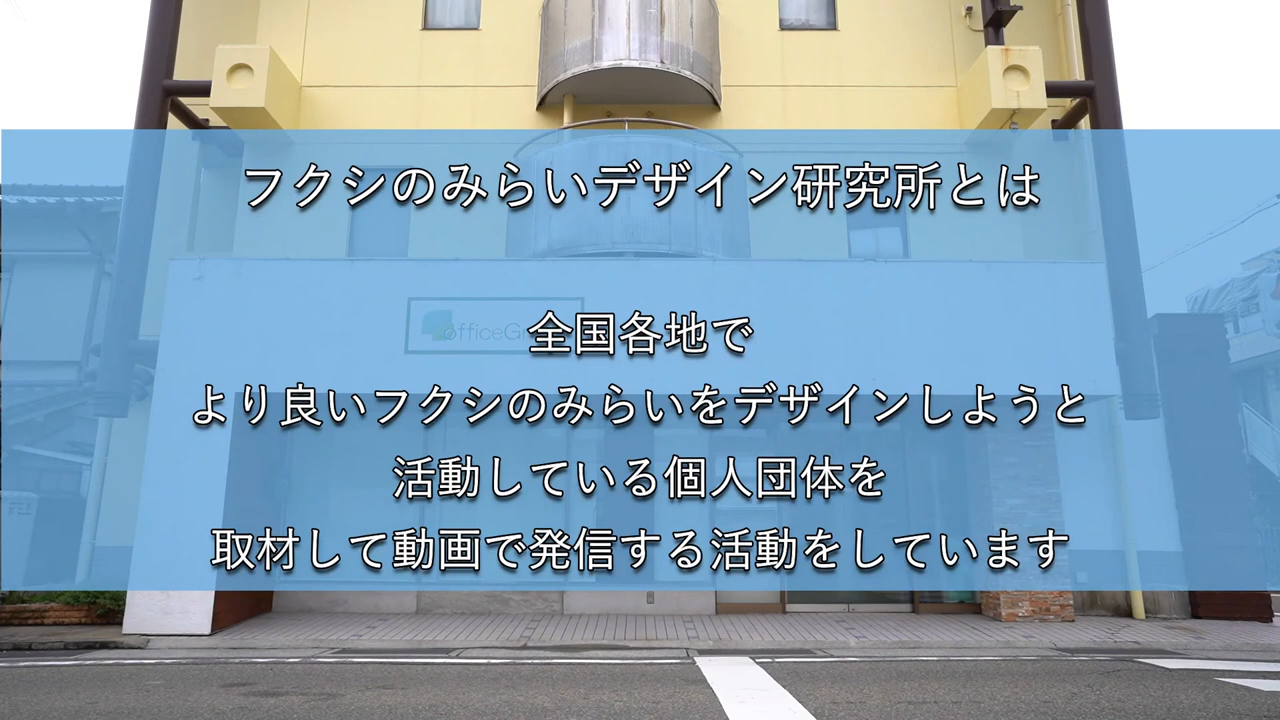 フクシのみらいデザイン研究所とは
全国各地で
より良いフクシのみらいをデザインしようと
活動している個人団体を
取材して動画で発信する活動をしています